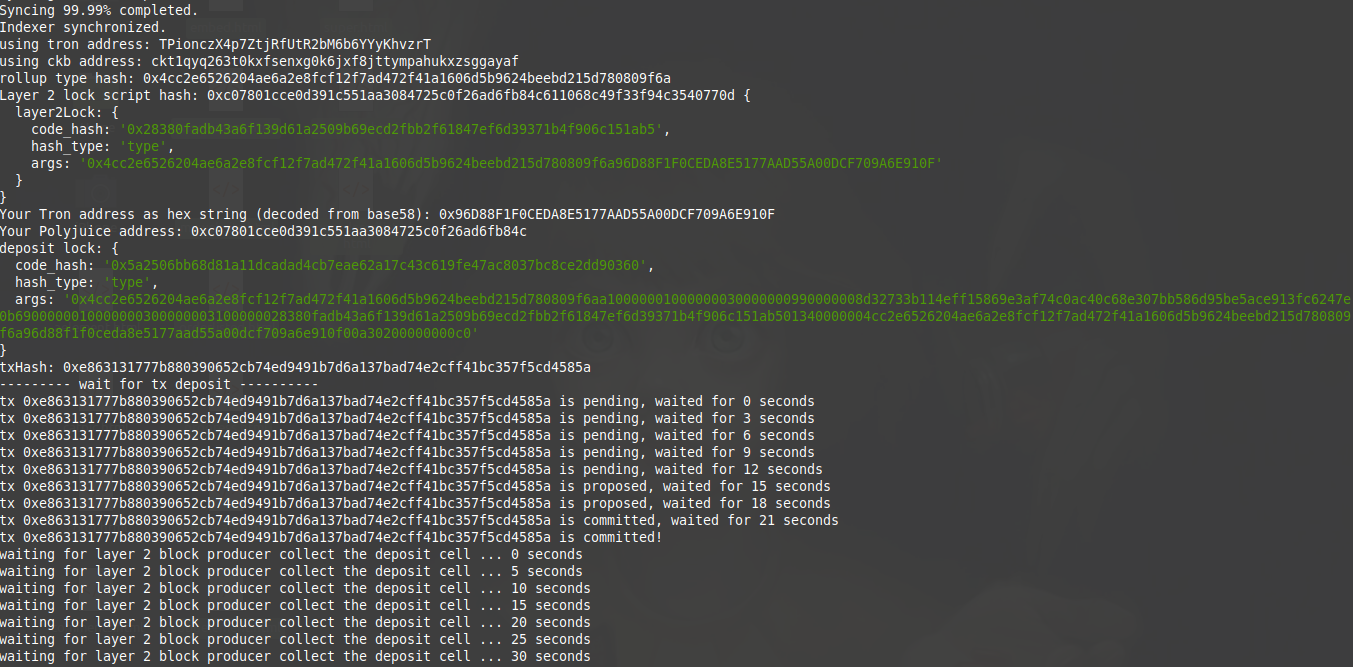 Syncing 99.99% completed.
Indexer synchronized.
using tron address: TPionczX4p7ZtjRfUtR2bM6b6YYyKhvzrT
using ckb address: ckt1qyq263t0kxfsenxg0k6jxf8jttympahukxzsggayaf
rollup type hash: 0x4cc2e6526204ae6a2e8fcf12f7ad472f41a1606d5b9624beebd215d780809f6a
Layer 2 lock script hash: 0xc07801cce0d391c551aa3084725c0f26ad6fb84c611068c49f33f94c3540770d {
  layer2Lock: {
    code_hash: '0x28380fadb43a6f139d61a2509b69ecd2fbb2f61847ef6d39371b4f906c151ab5',
    hash_type: 'type',
    args: '0x4cc2e6526204ae6a2e8fcf12f7ad472f41a1606d5b9624beebd215d780809f6a96D88F1F0CEDA8E5177AAD55A00DCF709A6E910F'
  }
}
Your Tron address as hex string (decoded from base58): 0x96D88F1F0CEDA8E5177AAD55A00DCF709A6E910F
Your Polyjuice address: 0xc07801cce0d391c551aa3084725c0f26ad6fb84c
deposit lock: {
  code_hash: '0x5a2506bb68d81a11dcadad4cb7eae62a17c43c619fe47ac8037bc8ce2dd90360',
  hash_type: 'type',
  args: '0x4cc2e6526204ae6a2e8fcf12f7ad472f41a1606d5b9624beebd215d780809f6aa10000001000000030000000990000008d32733b114eff15869e3af74c0ac40c68e307bb586d95be5ace913fc6247e
0b690000001000000030000000310000002838​0fadb43a6f139d61a2509b69ecd2fbb2f61847ef6d39371b4f906c151ab501340000004cc2e6526204ae6a2e8fcf12f7ad472f41a1606d5b9624beebd215d780809
f6a96d88f1f0ceda8e5177aad55a00dcf709a6e910f00a30200000000c0'
}
txHash: 0xe863131777b880390652cb74ed9491b7d6a137bad74e2cff41bc357f5cd4585a
--------- wait for tx deposit ----------
tx 0xe863131777b880390652cb74ed9491b7d6a137bad74e2cff41bc357f5cd4585a is pending, waited for 0 seconds
tx 0xe863131777b880390652cb74ed9491b7d6a137bad74e2cff41bc357f5cd4585a is pending, waited for 3 seconds
tx 0xe863131777b880390652cb74ed9491b7d6a137bad74e2cff41bc357f5cd4585a is pending, waited for 6 seconds
tx 0xe863131777b880390652cb74ed9491b7d6a137bad74e2cff41bc357f5cd4585a is pending, waited for 9 seconds
tx 0xe863131777b880390652cb74ed9491b7d6a137bad74e2cff41bc357f5cd4585a is pending, waited for 12 seconds
tx 0xe863131777b880390652cb74ed9491b7d6a137bad74e2cff41bc357f5cd4585a is proposed, waited for 15 seconds
tx 0xe863131777b880390652cb74ed9491b7d6a137bad74e2cff41bc357f5cd4585a is proposed, waited for 18 seconds
tx 0xe863131777b880390652cb74ed9491b7d6a137bad74e2cff41bc357f5cd4585a is committed, waited for 21 seconds
tx 0xe863131777b880390652cb74ed9491b7d6a137bad74e2cff41bc357f5cd4585a is committed!
waiting for layer 2 block producer collect the deposit cell ... 0 seconds
waiting for layer 2 block producer collect the deposit cell ... 5 seconds
waiting for layer 2 block producer collect the deposit cell ... 10 seconds
waiting for layer 2 block producer collect the deposit cell ... 15 seconds
waiting for layer 2 block producer collect the deposit cell ... 20 seconds
waiting for layer 2 block producer collect the deposit cell ... 25 seconds
waiting for layer 2 block producer collect the deposit cell ... 30 seconds